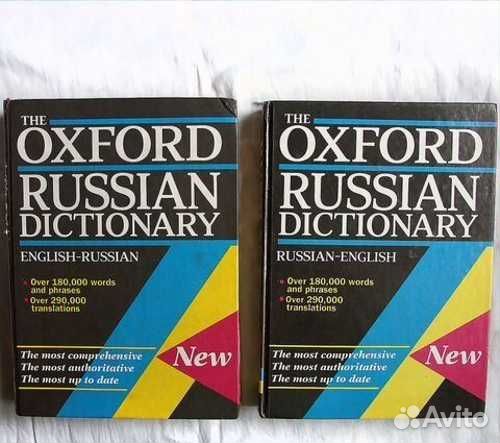 THE
OXFORD
RUSSIAN
DICTIONARY
ENGLISH-RUSSIAN
Over 180,000 words
and phrases
Over 290,000
translations
New
The most comprehensive
The most authoritative
The most up to date
THE
OXFORD
RUSSIAN
DICTIONARY
RUSSIAN-ENGLISH
Over 180,000 words
and phrases
Over 290,000
translations
New
The most comprehensive
The most authoritative
The most up to date
Avito